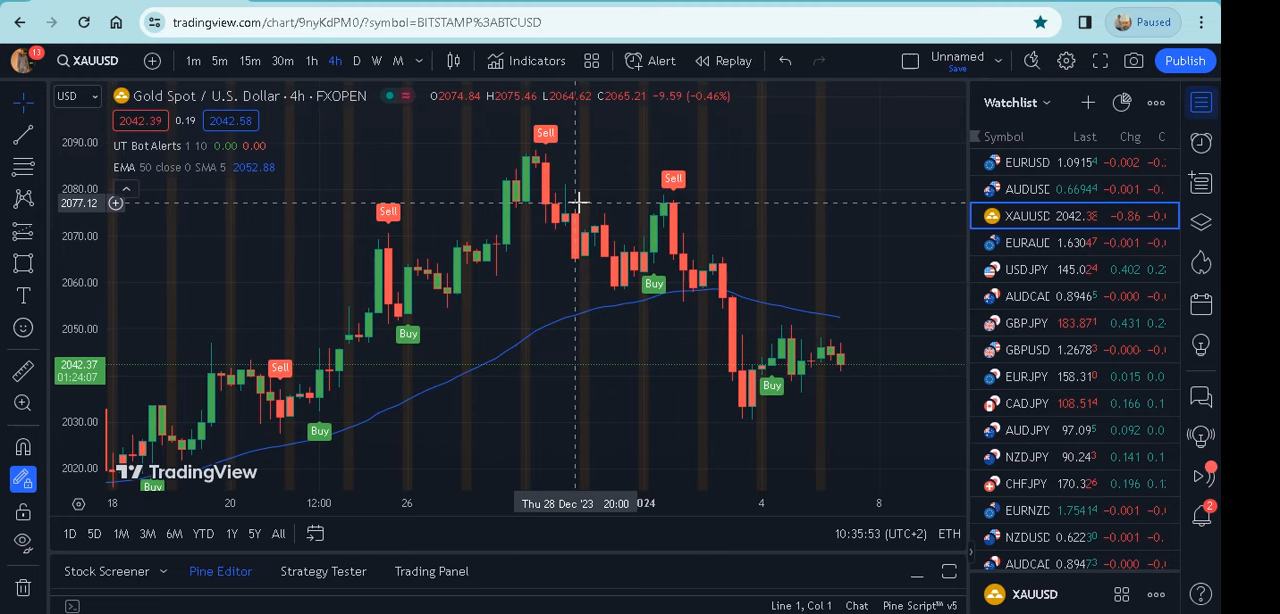 tradingview.com/chart/9nyKdPM0/?symbol=BITSTAMP%3ABTCUSD
Paused
13
XAUUSD
1m 5m 15m 30m 1h 4h D W M
Indicators
Alert
Replay
Unnamed
Save
Publish
USD
Gold Spot / U.S. Dollar · 4h · FXOPEN
O2074.84 H2075.46 L2064.62 C2065.21 −9.59 (−0.46%)
2042.39 0.19 2042.58
UT Bot Alerts 1 10 0.00 0.00
EMA 50 close 0 SMA 5 2052.88
2090.00
2080.00
2077.12
2070.00
2060.00
2050.00
2042.37
01:24:07
2030.00
2020.00
Sell
Sell
Sell
Buy
Buy
Sell
Buy
Buy
Buy
TradingView
18 20 12:00 26 Thu 28 Dec '23 20:00 024 4 8
1D 5D 1M 3M 6M YTD 1Y 5Y All
10:35:53 (UTC+2) ETH
Stock Screener Pine Editor Strategy Tester Trading Panel
Line 1, Col 1 Chat Pine Script™ v5
Watchlist
Symbol Last Chg C
EURUSD 1.09154 -0.002 -0.
AUDUSD 0.66944 -0.001 -0.
XAUUSD 2042.38 -0.86 -0.
EURAUD 1.63047 -0.001 -0.
USDJPY 145.024 0.402 0.2
AUDCAD 0.89465 -0.000 -0.
GBPJPY 183.871 0.431 0.2
GBPUSD 1.26783 -0.000 -0.
EURJPY 158.310 0.015 0.0
CADJPY 108.514 0.166 0.1
AUDJPY 97.095 0.092 0.0
NZDJPY 90.243 0.141 0.1
CHFJPY 170.326 0.196 0.1
EURNZD 1.75414 -0.001 -0.
NZDUSD 0.62230 -0.001 -0.
AUDCAD 0.89473 -0.001 -0.
XAUUSD
2